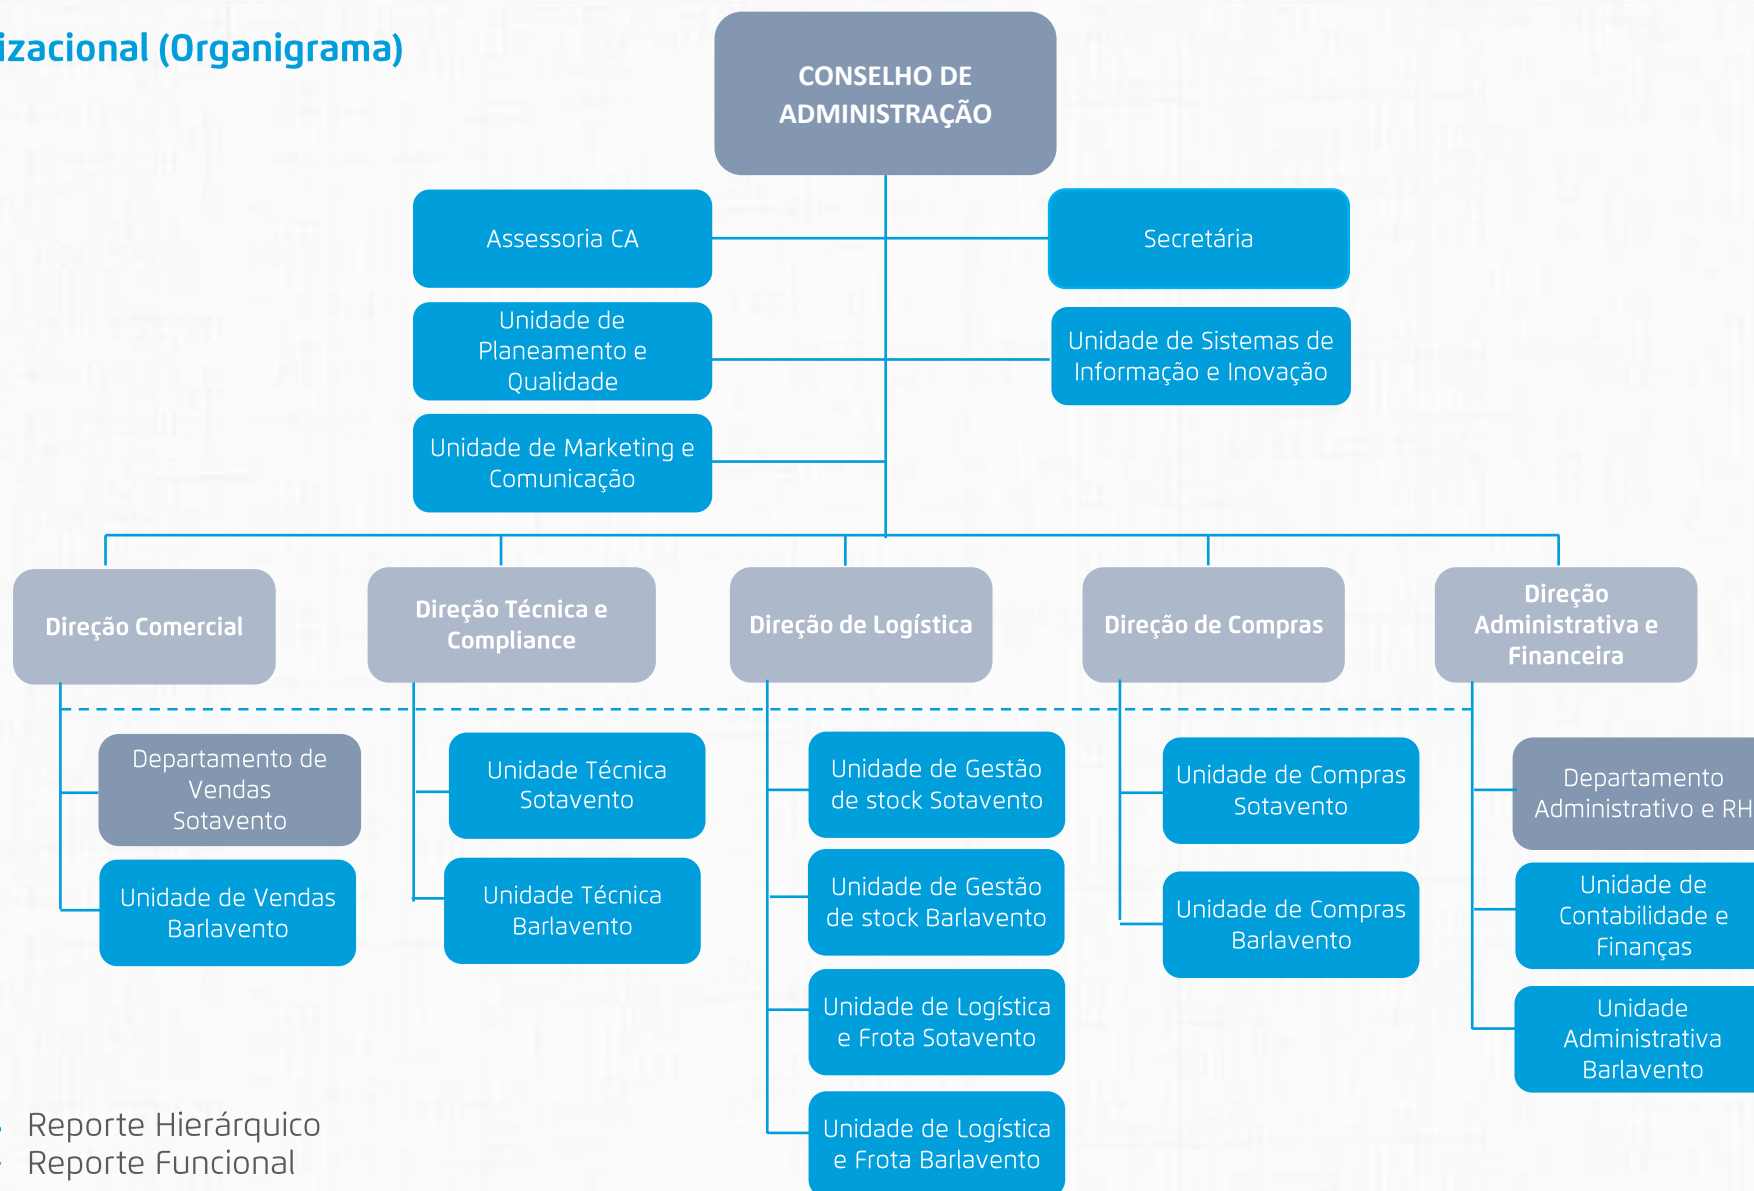 izacional (Organigrama)
CONSELHO DE
ADMINISTRAÇÃO
Assessoria CA
Secretária
Unidade de
Planeamento e
Qualidade
Unidade de Sistemas de
Informação e Inovação
Unidade de Marketing e
Comunicação
Direção Comercial
Direção Técnica e
Compliance
Direção de Logística
Direção de Compras
Direção
Administrativa e
Financeira
Departamento de
Vendas
Sotavento
Unidade de Vendas
Barlavento
Unidade Técnica
Sotavento
Unidade Técnica
Barlavento
Unidade de Gestão
de stock Sotavento
Unidade de Gestão
de stock Barlavento
Unidade de Logística
e Frota Sotavento
Unidade de Logística
e Frota Barlavento
Unidade de Compras
Sotavento
Unidade de Compras
Barlavento
Departamento
Administrativo e RH
Unidade de
Contabilidade e
Finanças
Unidade
Administrativa
Barlavento
Reporte Hierárquico
Reporte Funcional